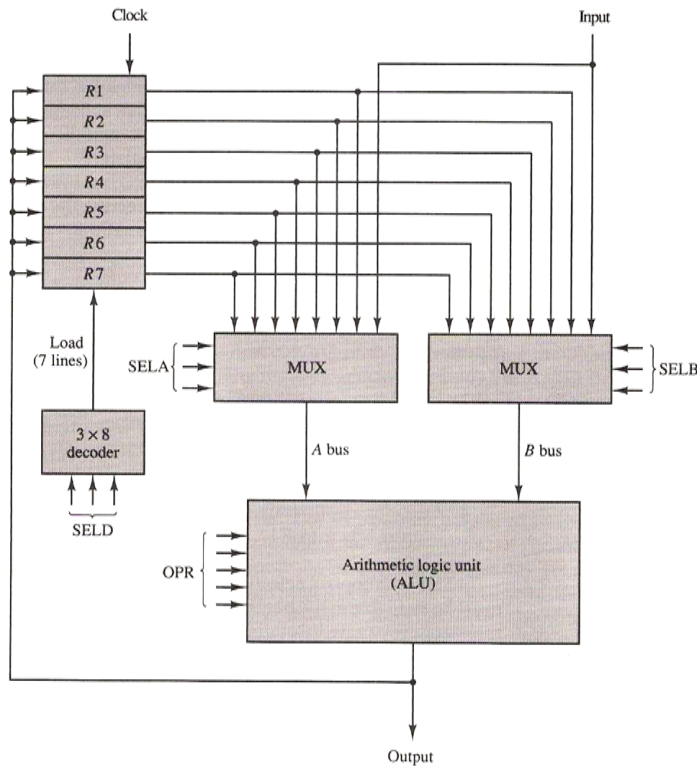 Clock
Input
R1
R2
R3
R4
R5
R6
R7
Load
(7 lines)
SELA
MUX
MUX
SELB
3 × 8
decoder
A bus
B bus
SELD
OPR
Arithmetic logic unit
(ALU)
Output